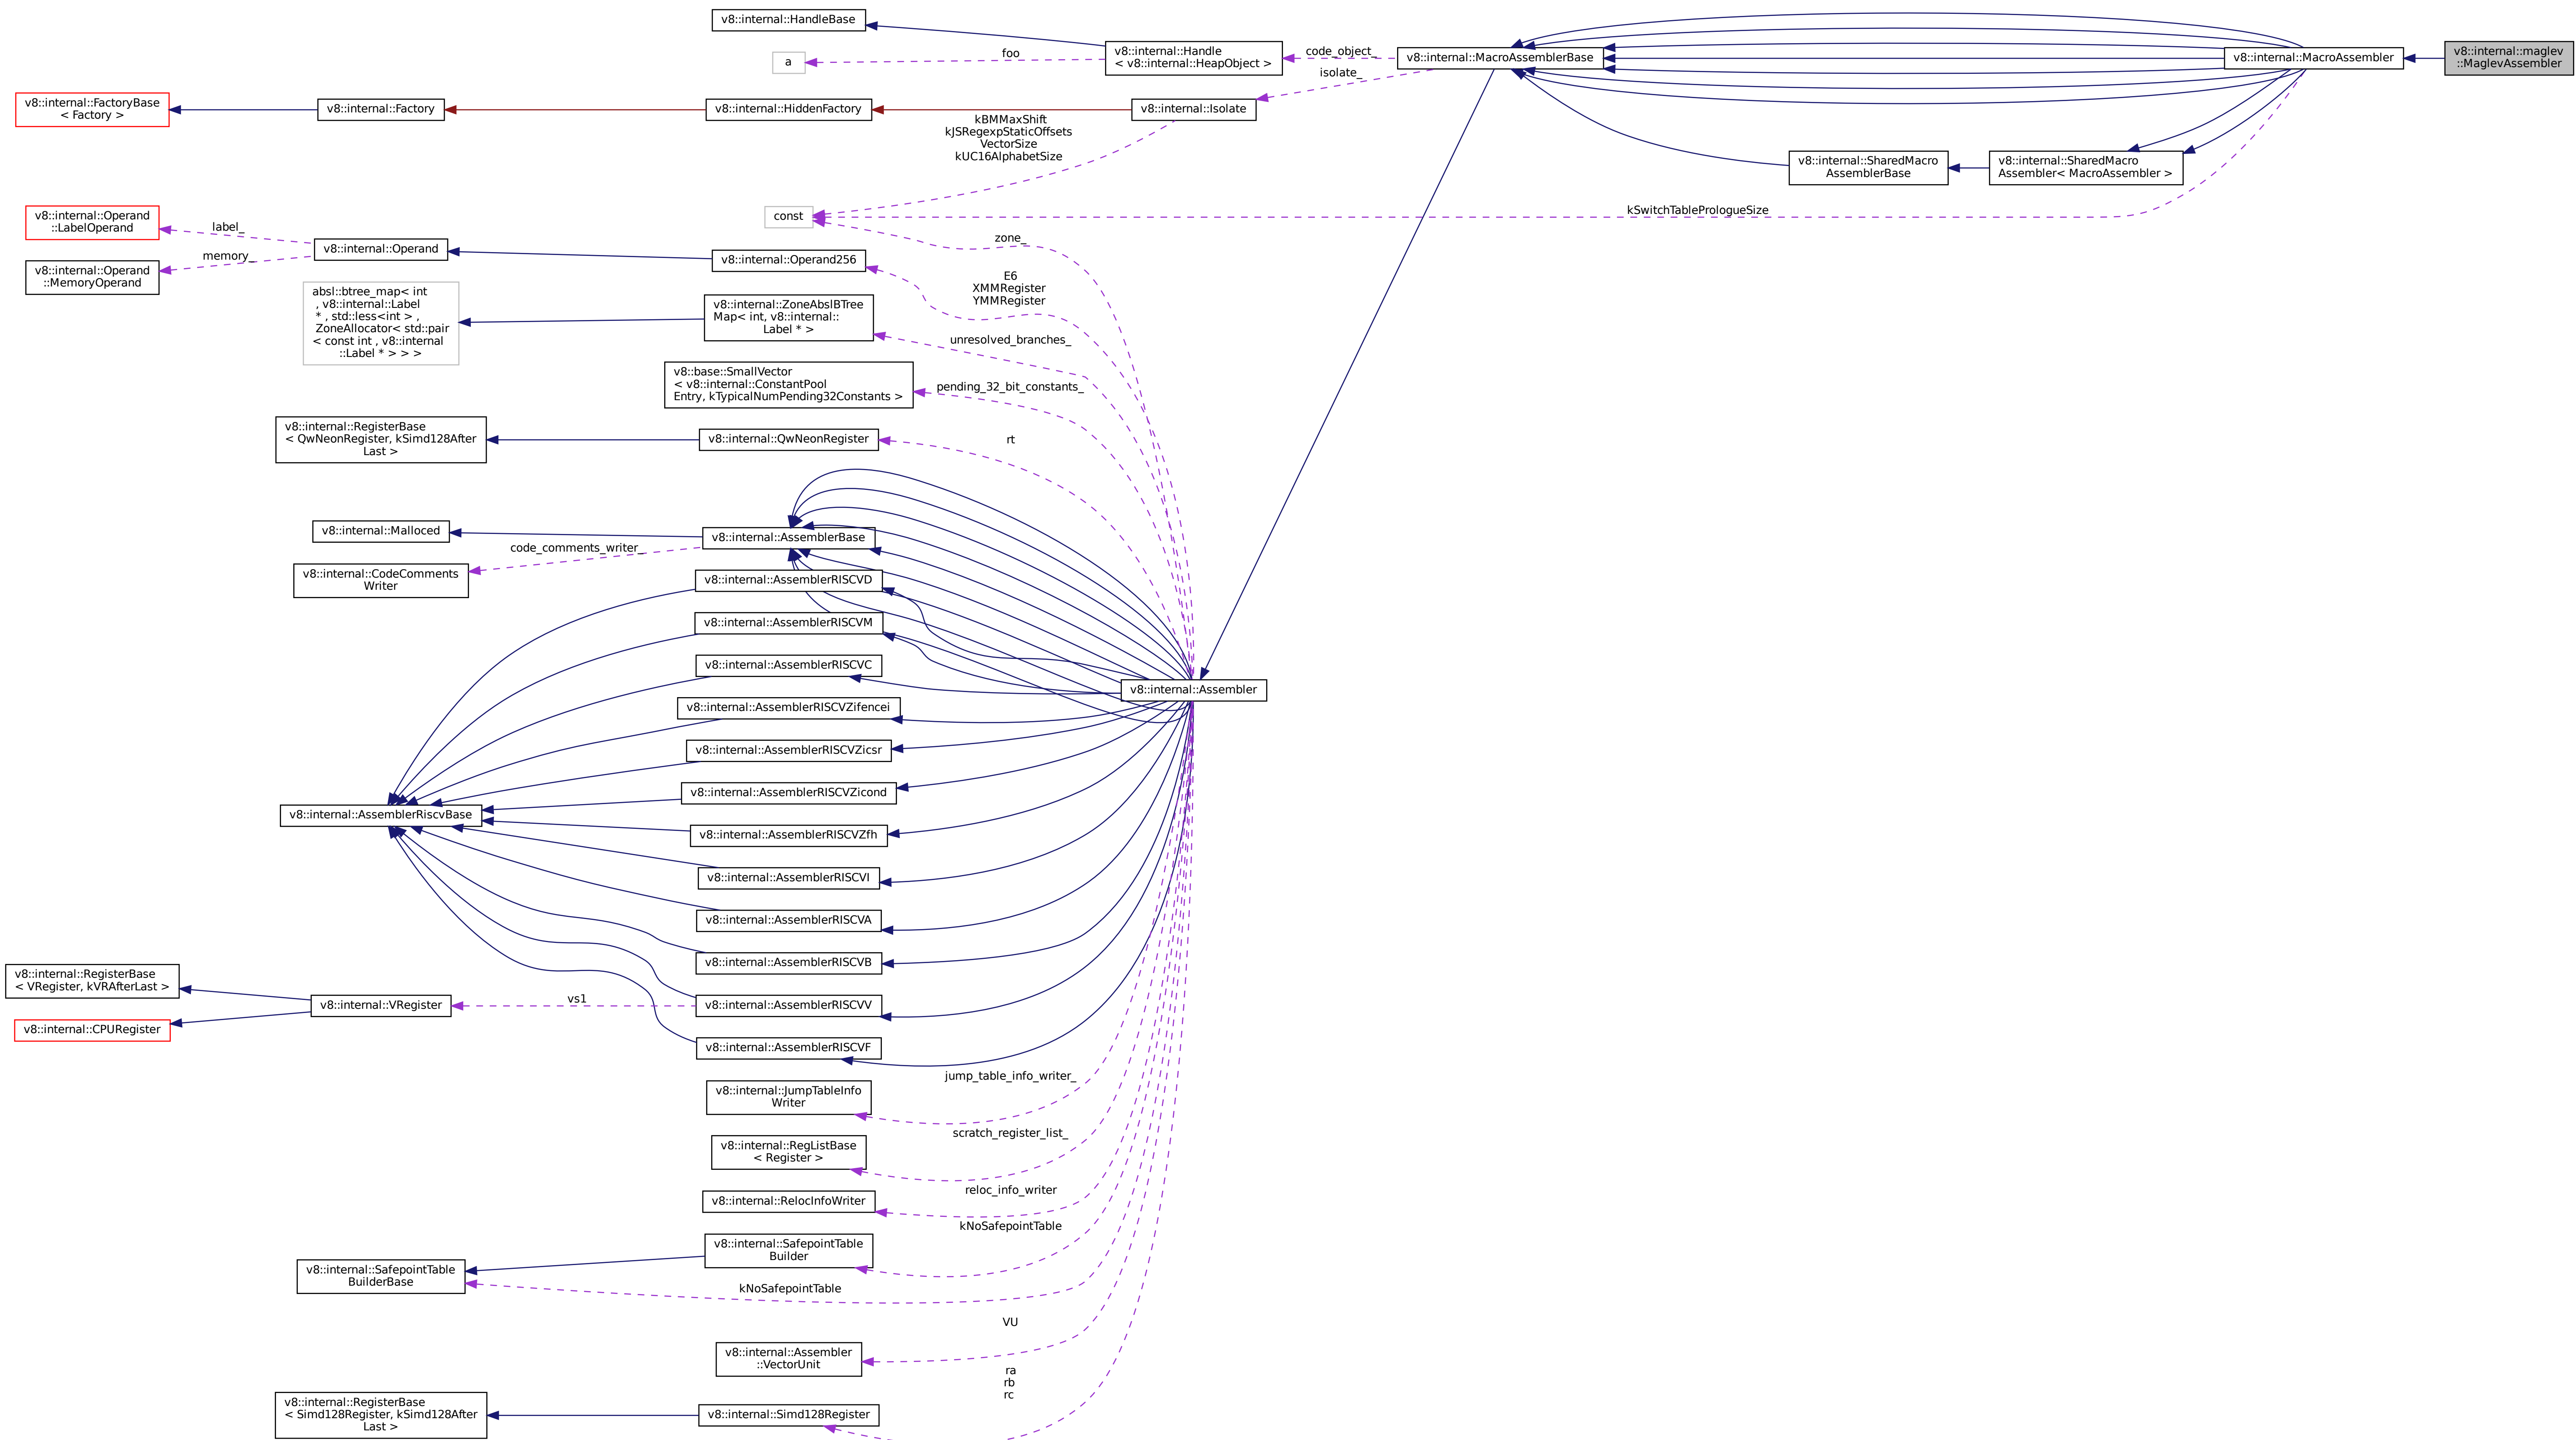 v8::internal::HandleBase
a
foo
v8::internal::Handle
< v8::internal::HeapObject >
code_object_
isolate_
v8::internal::MacroAssemblerBase
v8::internal::MacroAssembler
v8::internal::maglev
::MaglevAssembler
v8::internal::FactoryBase
< Factory >
v8::internal::Factory
v8::internal::HiddenFactory
v8::internal::Isolate
kBMMaxShift
kJSRegexpStaticOffsets
VectorSize
kUC16AlphabetSize
v8::internal::SharedMacro
AssemblerBase
v8::internal::SharedMacro
Assembler< MacroAssembler >
const
kSwitchTablePrologueSize
v8::internal::Operand
::LabelOperand
label_
v8::internal::Operand
memory_
v8::internal::Operand
::MemoryOperand
v8::internal::Operand256
zone_
E6
XMMRegister
YMMRegister
absl::btree_map< int
, v8::internal::Label
* , std::less<int > ,
ZoneAllocator< std::pair
< const int , v8::internal
::Label * > > >
v8::internal::ZoneAbslBTree
Map< int, v8::internal::
Label * >
unresolved_branches_
v8::base::SmallVector
< v8::internal::ConstantPool
Entry, kTypicalNumPending32Constants >
pending_32_bit_constants_
v8::internal::RegisterBase
< QwNeonRegister, kSimd128After
Last >
v8::internal::QwNeonRegister
rt
v8::internal::Malloced
v8::internal::AssemblerBase
code_comments_writer_
v8::internal::CodeComments
Writer
v8::internal::AssemblerRISCVD
v8::internal::AssemblerRISCVM
v8::internal::AssemblerRISCVC
v8::internal::Assembler
v8::internal::AssemblerRISCVZifencei
v8::internal::AssemblerRISCVZicsr
v8::internal::AssemblerRISCVZicond
v8::internal::AssemblerRiscvBase
v8::internal::AssemblerRISCVZfh
v8::internal::AssemblerRISCVI
v8::internal::AssemblerRISCVA
v8::internal::AssemblerRISCVB
v8::internal::RegisterBase
< VRegister, kVRAfterLast >
v8::internal::VRegister
vs1
v8::internal::AssemblerRISCVV
v8::internal::CPURegister
v8::internal::AssemblerRISCVF
jump_table_info_writer_
v8::internal::JumpTableInfo
Writer
scratch_register_list_
v8::internal::RegListBase
< Register >
reloc_info_writer
v8::internal::RelocInfoWriter
kNoSafepointTable
v8::internal::SafepointTable
Builder
v8::internal::SafepointTable
BuilderBase
kNoSafepointTable
VU
v8::internal::Assembler
::VectorUnit
ra
rb
rc
v8::internal::RegisterBase
< Simd128Register, kSimd128After
Last >
v8::internal::Simd128Register